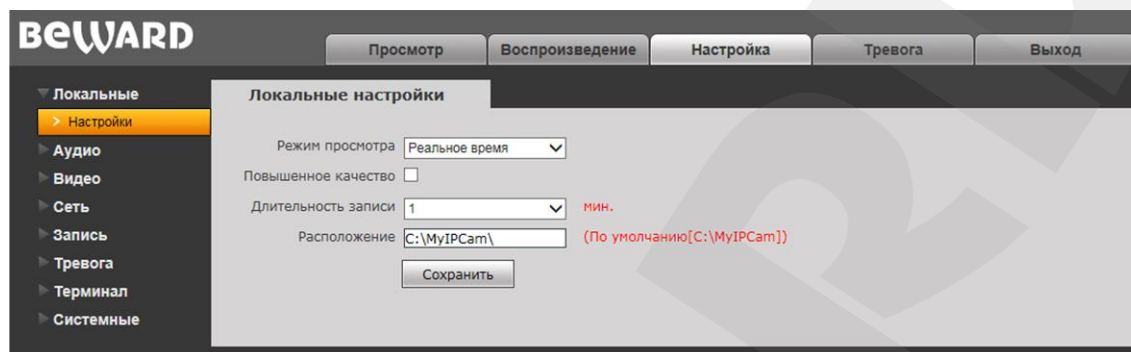 BEWARD
Просмотр Воспроизведение Настройка Тревога Выход
Локальные
> Настройки
Аудио
Видео
Сеть
Запись
Тревога
Терминал
Системные
Локальные настройки
Режим просмотра Реальное время
Повышенное качество
Длительность записи 1 мин.
Расположение C:\MyIPCam\ (По умолчанию[C:\MyIPCam])
Сохранить